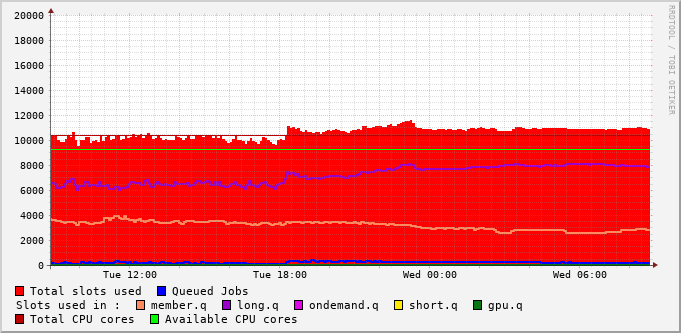 20000
18000
16000
14000
12000
10000
8000
6000
4000
2000
0
Tue 12:00 Tue 18:00 Wed 00:00 Wed 06:00
Total slots used Queued Jobs
Slots used in : member.q long.q ondemand.q short.q gpu.q
Total CPU cores Available CPU cores
RRDTOOL / TOBI OETIKER